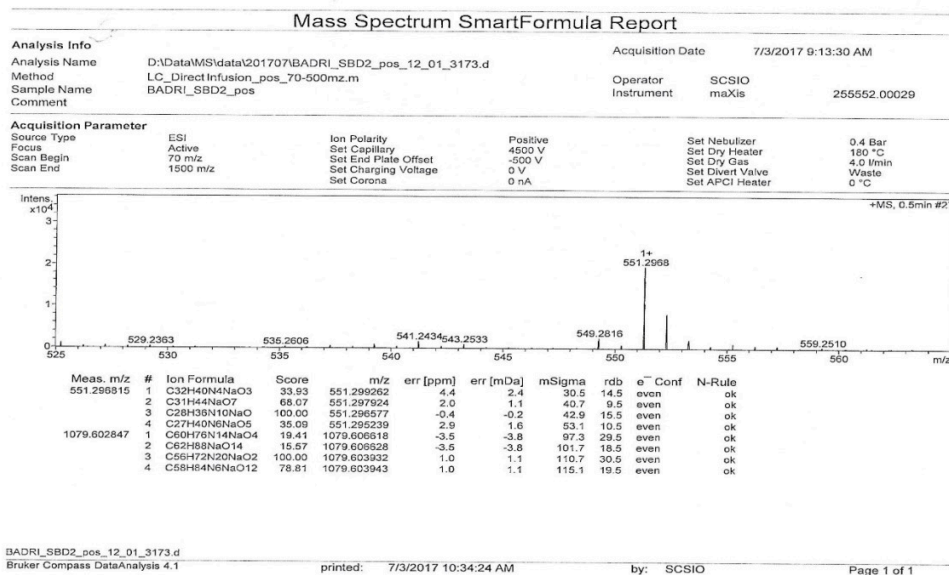 Mass Spectrum SmartFormula Report
Analysis Info
Acquisition Date 7/3/2017 9:13:30 AM
Analysis Name D:\Data\MS\data\201707\BADRI_SBD2_pos_12_01_3173.d
Method LC_Direct Infusion_pos_70-500mz.m
Operator SCSIO
Sample Name BADRI_SBD2_pos
Instrument maXis 255552.00029
Comment
Acquisition Parameter
Source Type ESI Ion Polarity Positive Set Nebulizer 0.4 Bar
Focus Active Set Capillary 4500 V Set Dry Heater 180 °C
Scan Begin 70 m/z Set End Plate Offset -500 V Set Dry Gas 4.0 l/min
Scan End 1500 m/z Set Charging Voltage 0 V Set Divert Valve Waste
Set Corona 0 nA Set APCI Heater 0 °C
Intens.
x10⁴
+MS, 0.5min #2
3
1+
551.2968
2
1
529.2363 535.2606 541.2434 543.2533 549.2816 559.2510
0
525 530 535 540 545 550 555 560 m/z
Meas. m/z # Ion Formula Score m/z err [ppm] err [mDa] mSigma rdb e⁻ Conf N-Rule
551.296815 1 C32H40N4NaO3 33.93 551.299262 4.4 2.4 30.5 14.5 even ok
2 C31H44NaO7 68.07 551.297924 2.0 1.1 40.7 9.5 even ok
3 C28H36N10NaO 100.00 551.296577 -0.4 -0.2 42.9 15.5 even ok
4 C27H40N6NaO5 35.09 551.295239 2.9 1.6 53.1 10.5 even ok
1079.602847 1 C60H76N14NaO4 19.41 1079.606618 -3.5 -3.8 97.3 29.5 even ok
2 C62H88NaO14 15.57 1079.606628 -3.5 -3.8 101.7 18.5 even ok
3 C56H72N20NaO2 100.00 1079.603932 1.0 1.1 110.7 30.5 even ok
4 C58H84N6NaO12 78.81 1079.603943 1.0 1.1 115.1 19.5 even ok
BADRI_SBD2_pos_12_01_3173.d
Bruker Compass DataAnalysis 4.1 printed: 7/3/2017 10:34:24 AM by: SCSIO Page 1 of 1